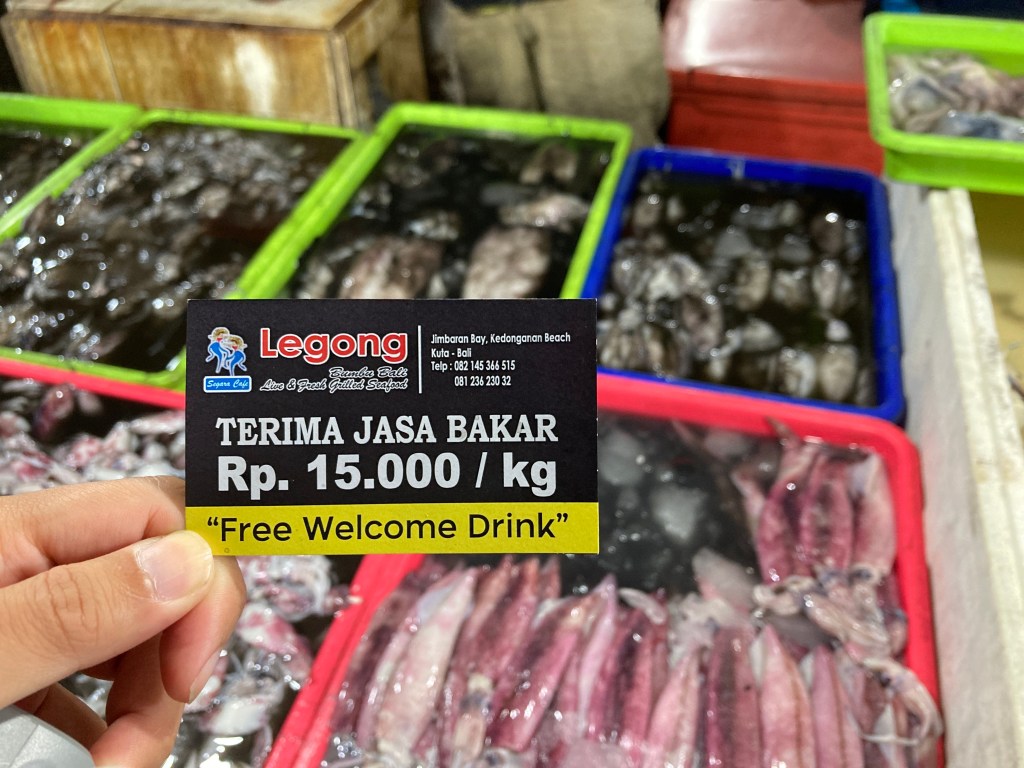 Legong
Bumbu Bali
Live & Fresh Grilled Seafood
Segara Cafe
Jimbaran Bay, Kedonganan Beach
Kuta - Bali
Telp : 082 145 366 515
081 236 230 32
TERIMA JASA BAKAR
Rp. 15.000 / kg
“Free Welcome Drink”